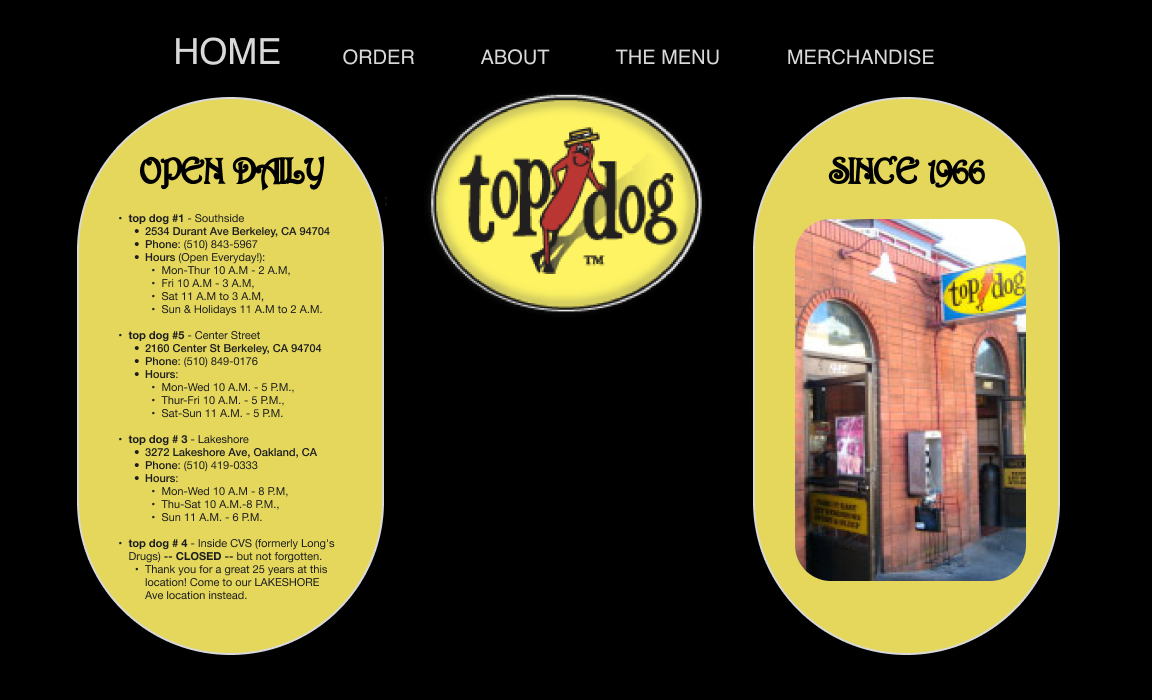 HOME ORDER ABOUT THE MENU MERCHANDISE
OPEN DAILY
• top dog #1 - Southside
• 2534 Durant Ave Berkeley, CA 94704
• Phone: (510) 843-5967
• Hours (Open Everyday!):
• Mon-Thur 10 A.M - 2 A.M,
• Fri 10 A.M - 3 A.M,
• Sat 11 A.M to 3 A.M,
• Sun & Holidays 11 A.M to 2 A.M.
• top dog #5 - Center Street
• 2160 Center St Berkeley, CA 94704
• Phone: (510) 849-0176
• Hours:
• Mon-Wed 10 A.M. - 5 P.M.,
• Thur-Fri 10 A.M. - 5 P.M.,
• Sat-Sun 11 A.M. - 5 P.M.
• top dog # 3 - Lakeshore
• 3272 Lakeshore Ave, Oakland, CA
• Phone: (510) 419-0333
• Hours:
• Mon-Wed 10 A.M - 8 P.M,
• Thu-Sat 10 A.M.-8 P.M.,
• Sun 11 A.M. - 6 P.M.
• top dog # 4 - Inside CVS (formerly Long's
Drugs) -- CLOSED -- but not forgotten.
• Thank you for a great 25 years at this
location! Come to our LAKESHORE
Ave location instead.
top dog
TM
SINCE 1966
top dog